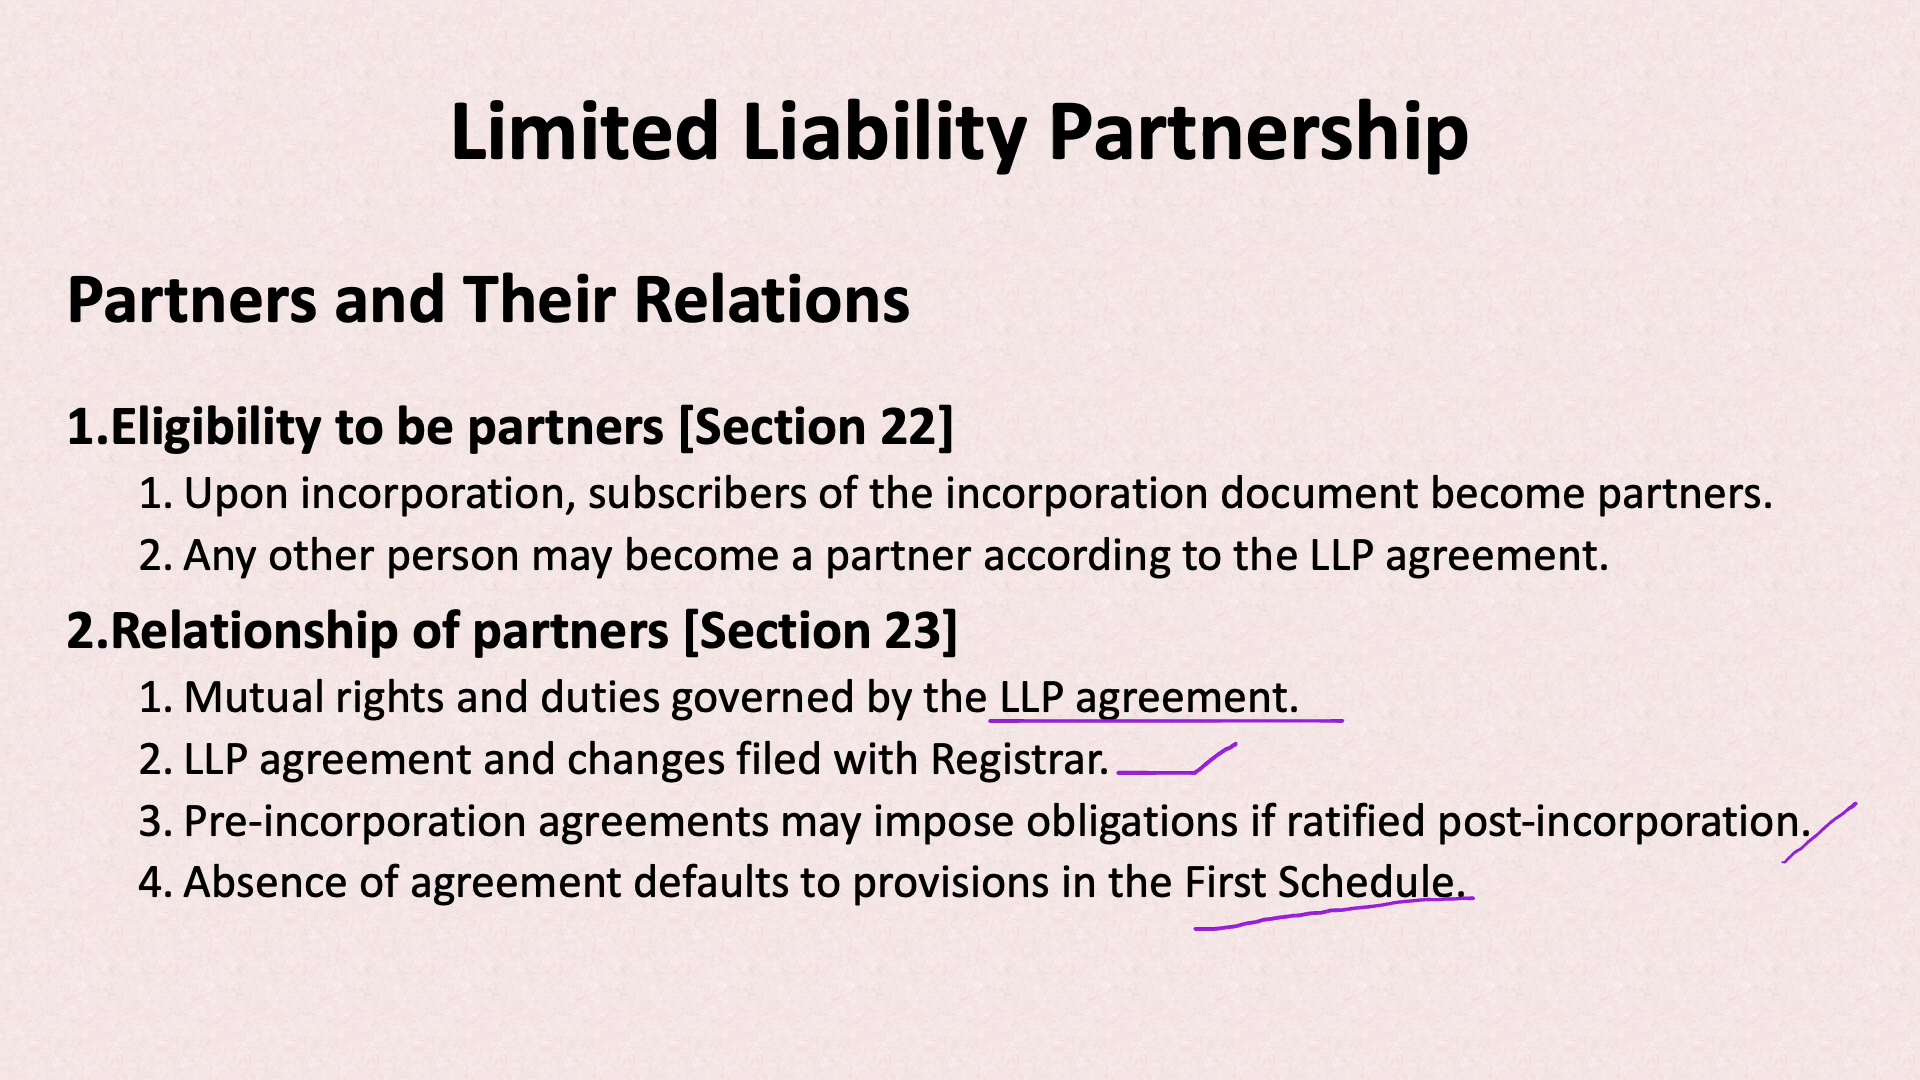 Limited Liability Partnership
Partners and Their Relations
1.Eligibility to be partners [Section 22]
1. Upon incorporation, subscribers of the incorporation document become partners.
2. Any other person may become a partner according to the LLP agreement.
2.Relationship of partners [Section 23]
1. Mutual rights and duties governed by the LLP agreement.
2. LLP agreement and changes filed with Registrar.
3. Pre-incorporation agreements may impose obligations if ratified post-incorporation.
4. Absence of agreement defaults to provisions in the First Schedule.